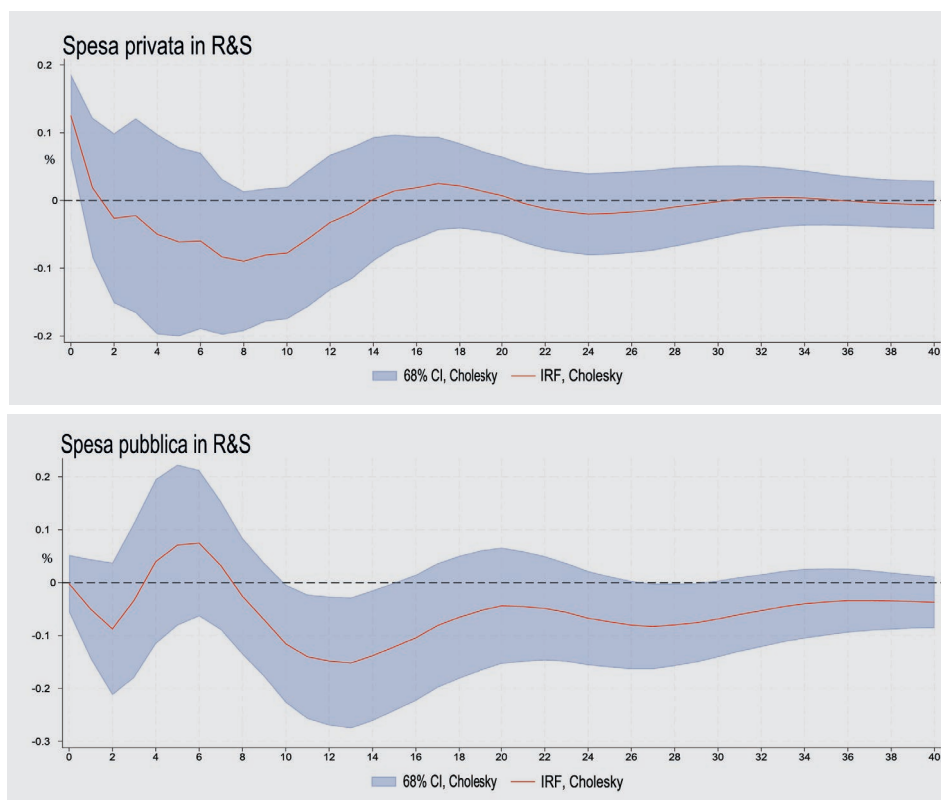 Spesa privata in R&S
0.2
0.1
%
0
-0.1
-0.2
0 2 4 6 8 10 12 14 16 18 20 22 24 26 28 30 32 34 36 38 40
68% CI, Cholesky IRF, Cholesky
Spesa pubblica in R&S
0.2
0.1
%
0
-0.1
-0.2
-0.3
0 2 4 6 8 10 12 14 16 18 20 22 24 26 28 30 32 34 36 38 40
68% CI, Cholesky IRF, Cholesky